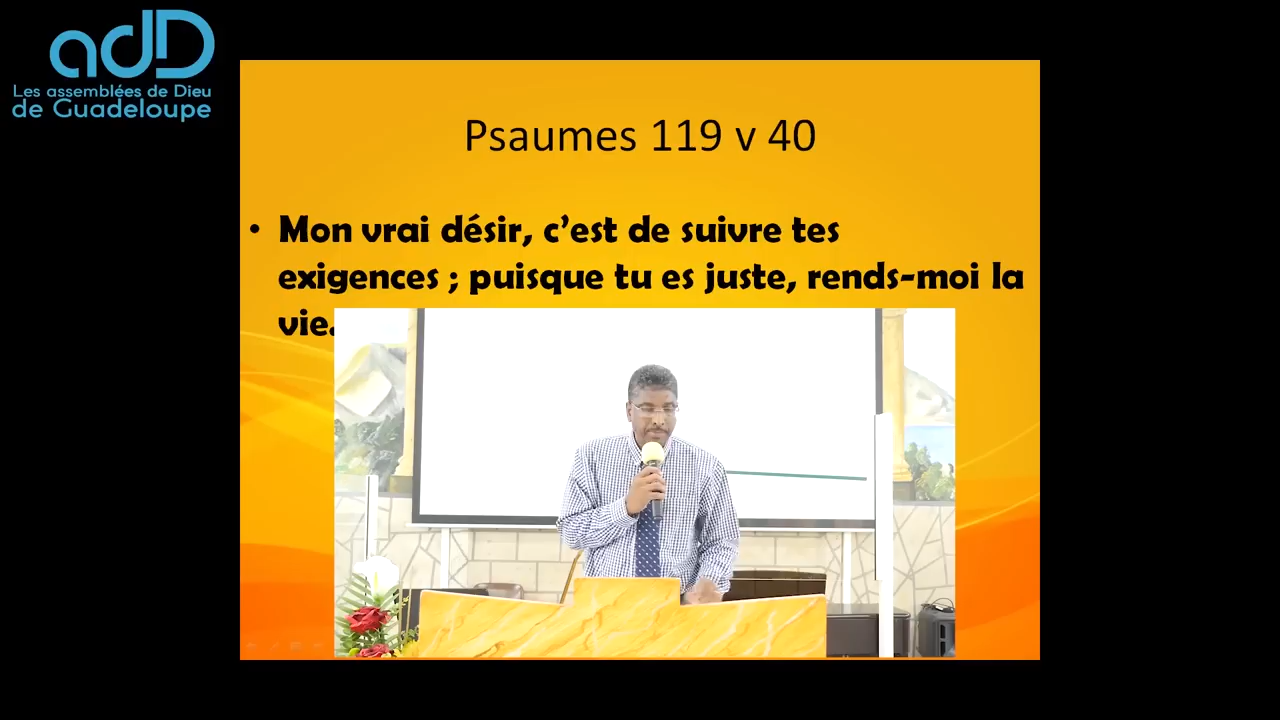 adD
Les assemblées de Dieu
de Guadeloupe
Psaumes 119 v 40
• Mon vrai désir, c’est de suivre tes
exigences ; puisque tu es juste, rends-moi la
vie.